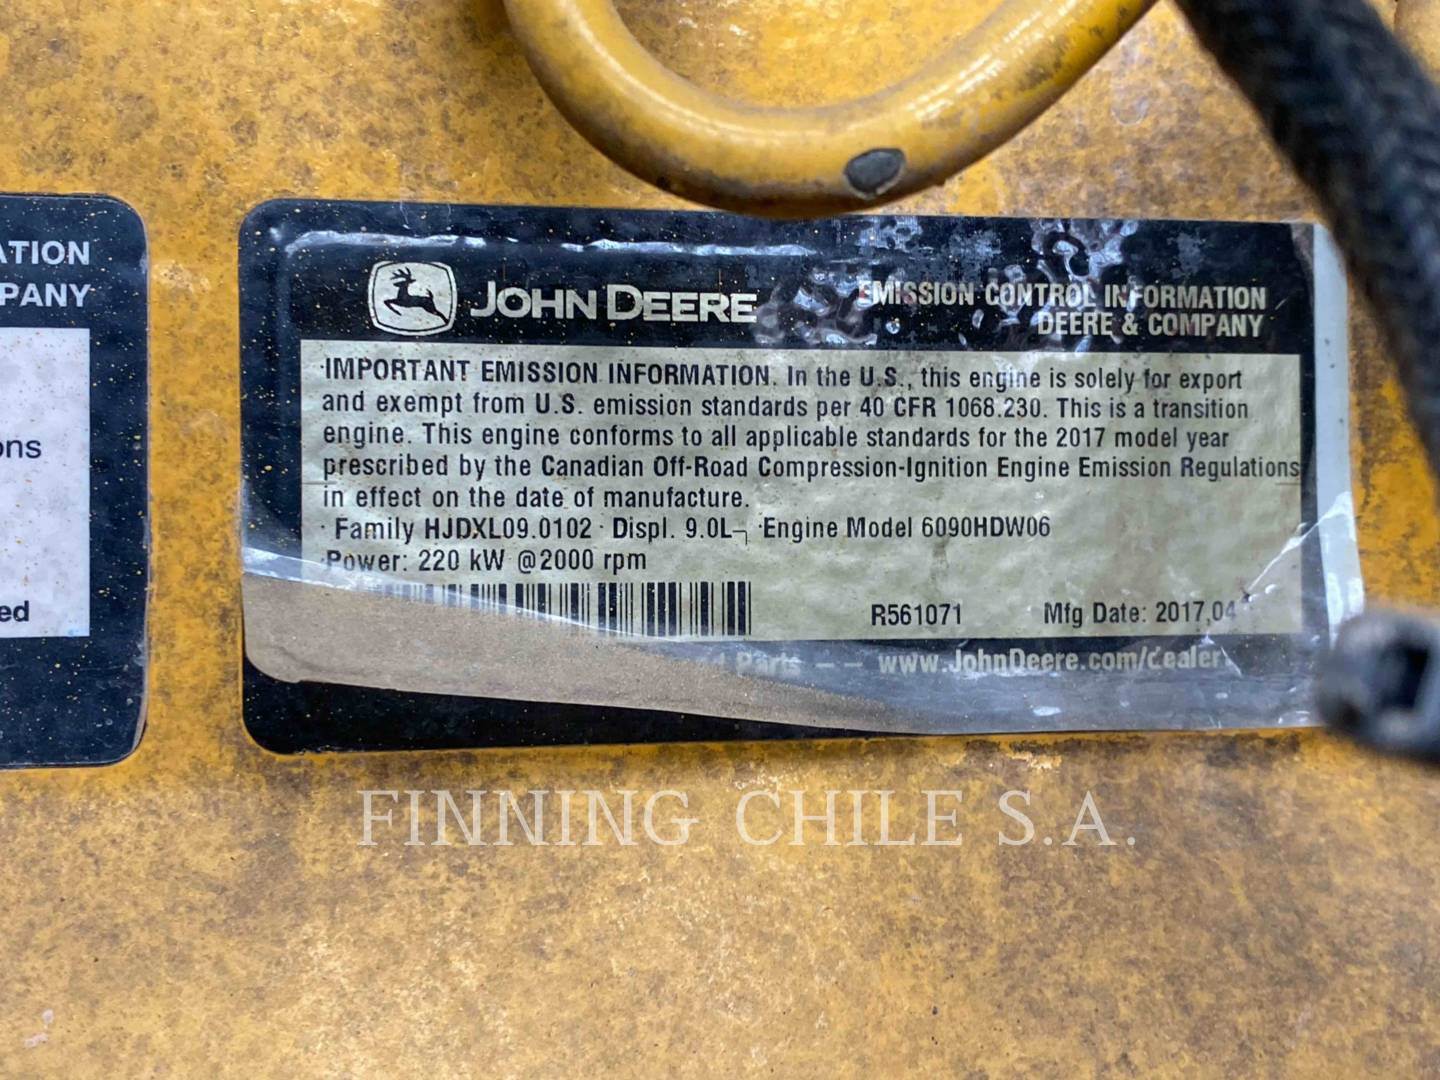 ATION
PANY
ons
ed
JOHN DEERE
EMISSION CONTROL INFORMATION
DEERE & COMPANY
IMPORTANT EMISSION INFORMATION. In the U.S., this engine is solely for export
and exempt from U.S. emission standards per 40 CFR 1068.230. This is a transition
engine. This engine conforms to all applicable standards for the 2017 model year
prescribed by the Canadian Off-Road Compression-Ignition Engine Emission Regulations
in effect on the date of manufacture.
Family HJDXL09.0102 Displ. 9.0L Engine Model 6090HDW06
Power: 220 kW @2000 rpm
R561071 Mfg Date: 2017,04
Parts -- www.JohnDeere.com/dealer
FINNING CHILE S.A.